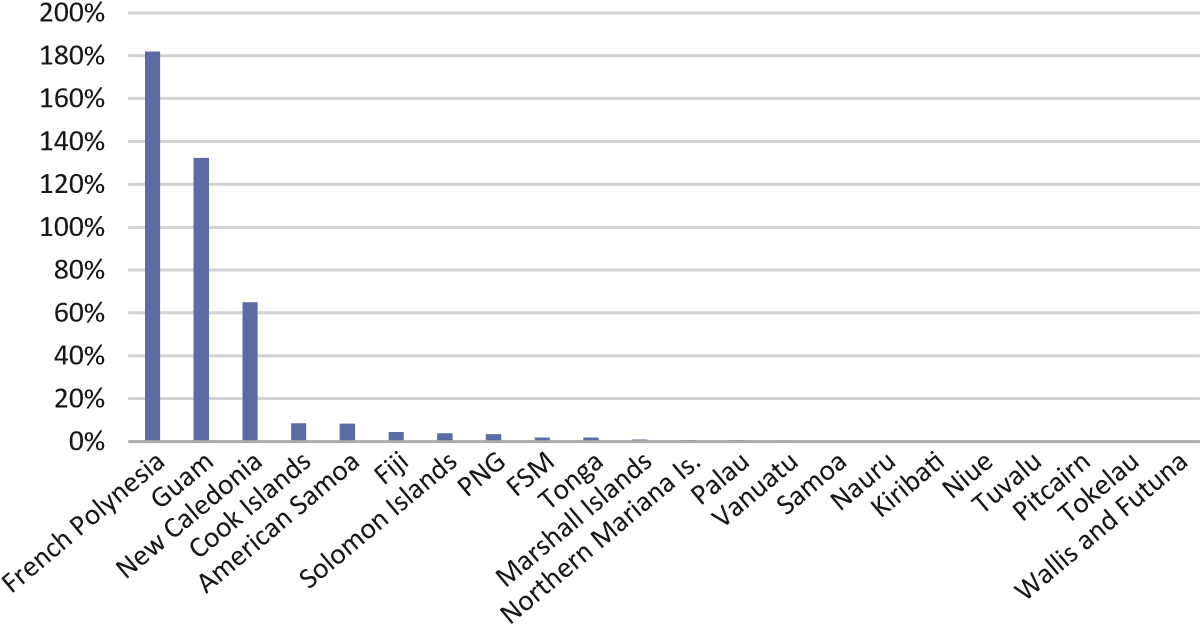 200%
180%
160%
140%
120%
100%
80%
60%
40%
20%
0%
French Polynesia
Guam
New Caledonia
Cook Islands
American Samoa
Fiji
Solomon Islands
PNG
FSM
Tonga
Marshall Islands
Northern Mariana Is.
Palau
Vanuatu
Samoa
Nauru
Kiribati
Niue
Tuvalu
Pitcairn
Tokelau
Wallis and Futuna